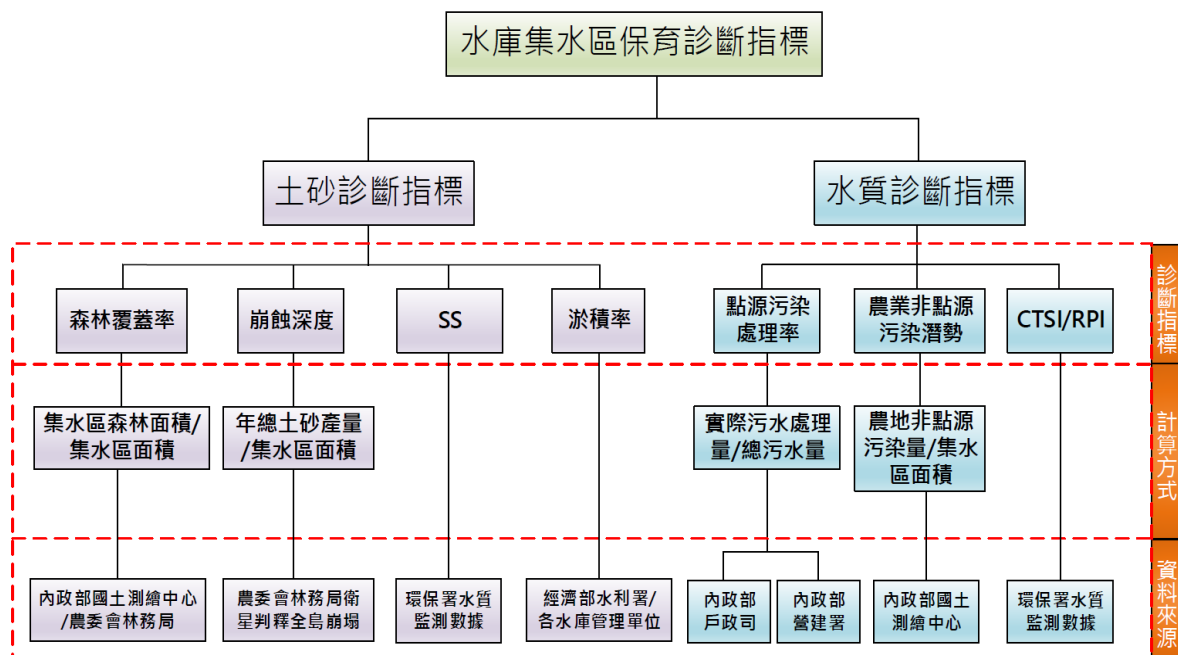 水庫集水區保育診斷指標
土砂診斷指標
水質診斷指標
診斷指標
森林覆蓋率
崩蝕深度
SS
淤積率
點源污染
處理率
農業非點源
污染潛勢
CTSI/RPI
計算方式
集水區森林面積/
集水區面積
年總土砂產量
/集水區面積
實際污水處理
量/總污水量
農地非點源
污染量/集水
區面積
資料來源
內政部國土測繪中心
/農委會林務局
農委會林務局衛
星判釋全島崩塌
環保署水質
監測數據
經濟部水利署/
各水庫管理單位
內政部
戶政司
內政部
營建署
內政部國土
測繪中心
環保署水質
監測數據